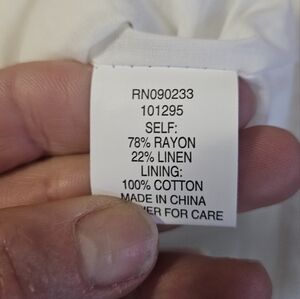 RN090233
101295
SELF:
78% RAYON
22% LINEN
LINING:
100% COTTON
MADE IN CHINA
FOR CARE